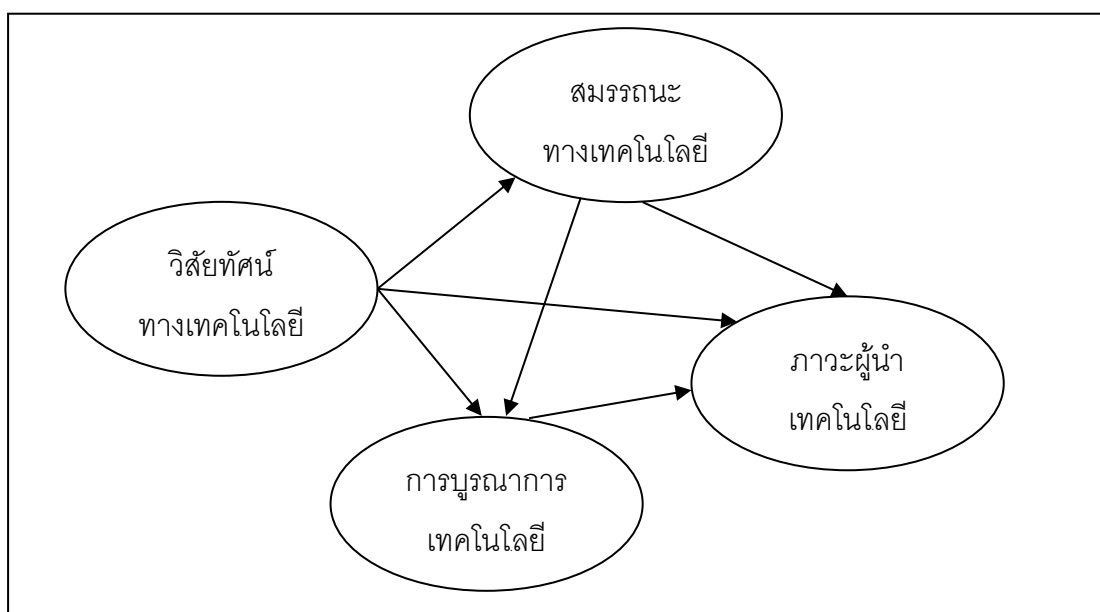 สมรรถนะ
ทางเทคโนโลยี
วิสัยทัศน์
ทางเทคโนโลยี
ภาวะผู้นำ
เทคโนโลยี
การบูรณาการ
เทคโนโลยี